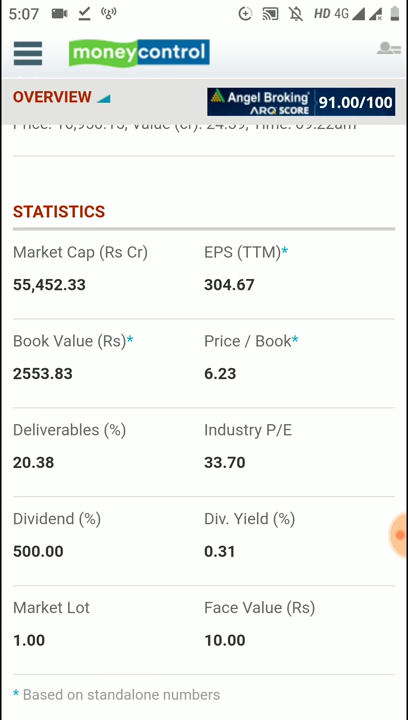 5:07 HD 4G
moneycontrol
OVERVIEW Angel Broking ARQ SCORE 91.00/100
STATISTICS
Market Cap (Rs Cr) EPS (TTM)*
55,452.33 304.67
Book Value (Rs)* Price / Book*
2553.83 6.23
Deliverables (%) Industry P/E
20.38 33.70
Dividend (%) Div. Yield (%)
500.00 0.31
Market Lot Face Value (Rs)
1.00 10.00
* Based on standalone numbers